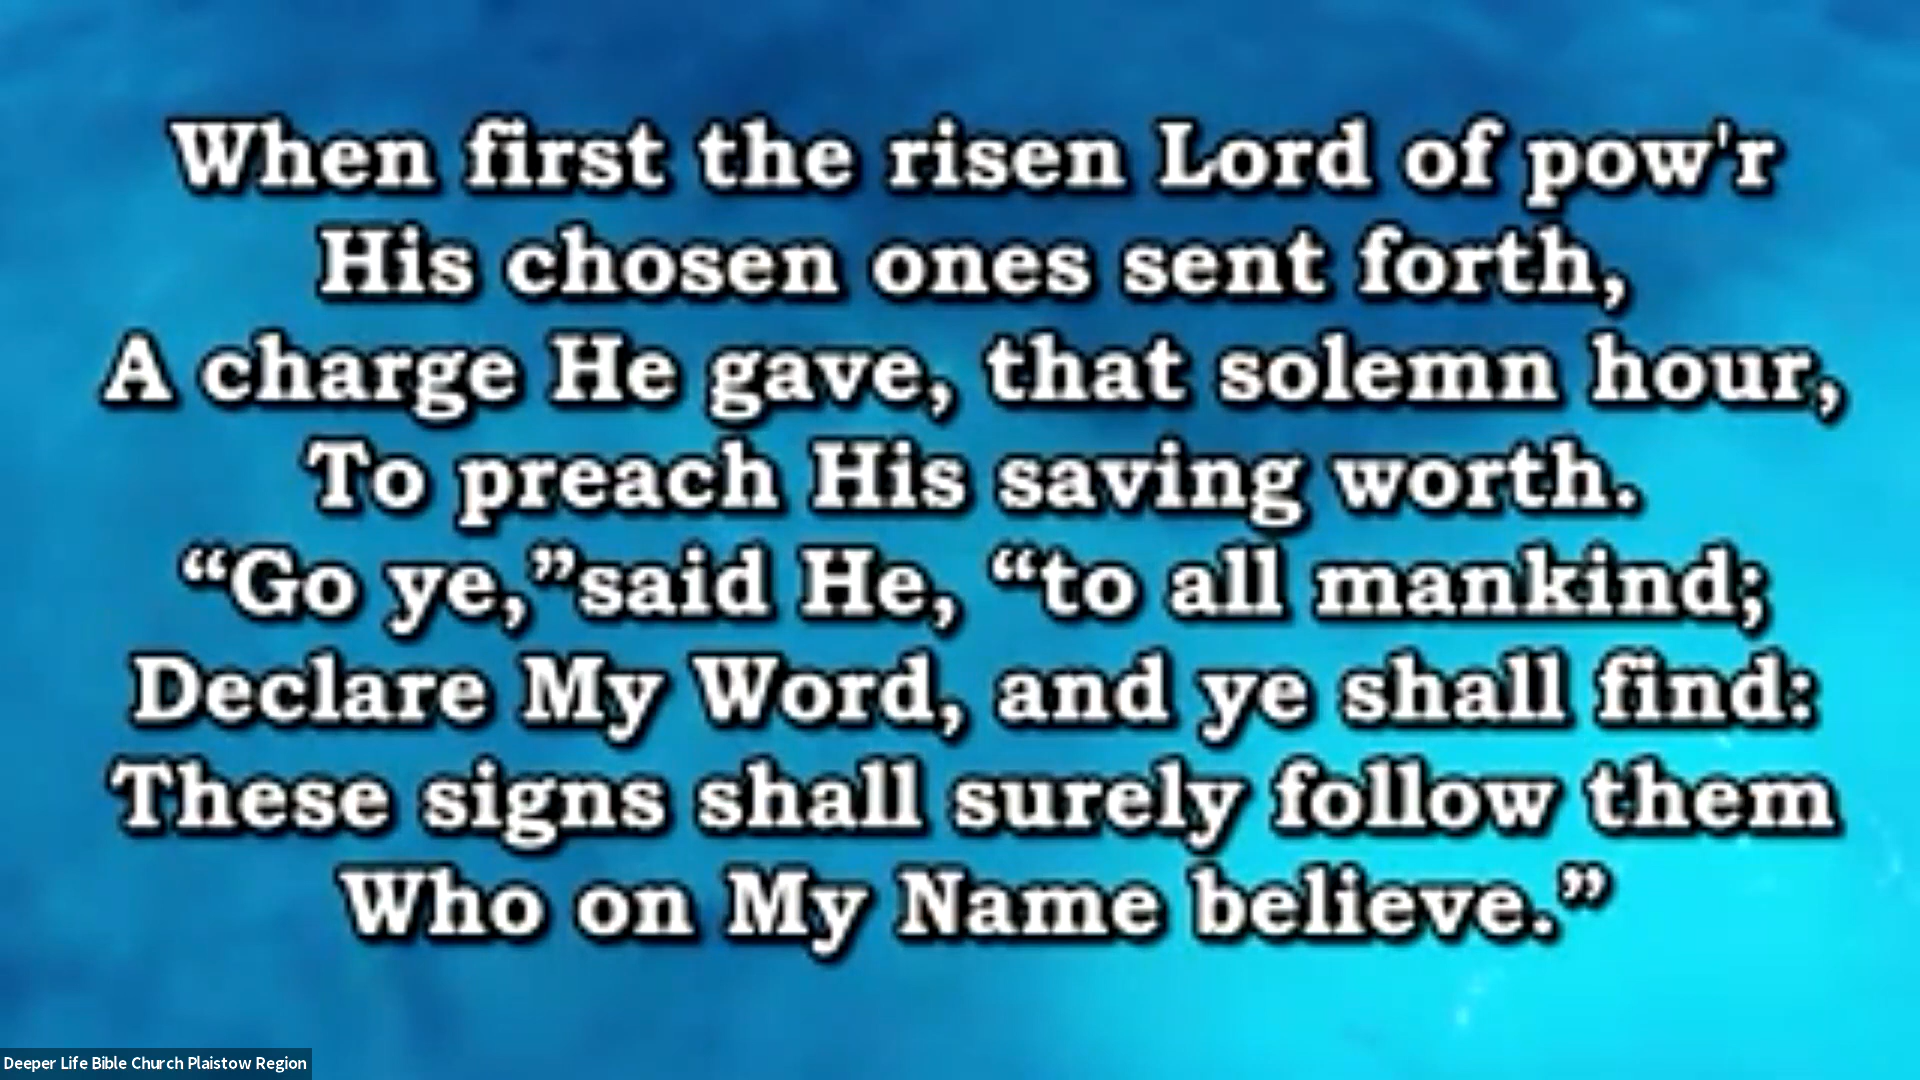 When first the risen Lord of pow'r
His chosen ones sent forth,
A charge He gave, that solemn hour,
To preach His saving worth.
“Go ye,”said He, “to all mankind;
Declare My Word, and ye shall find:
These signs shall surely follow them
Who on My Name believe.”
Deeper Life Bible Church Plaistow Region